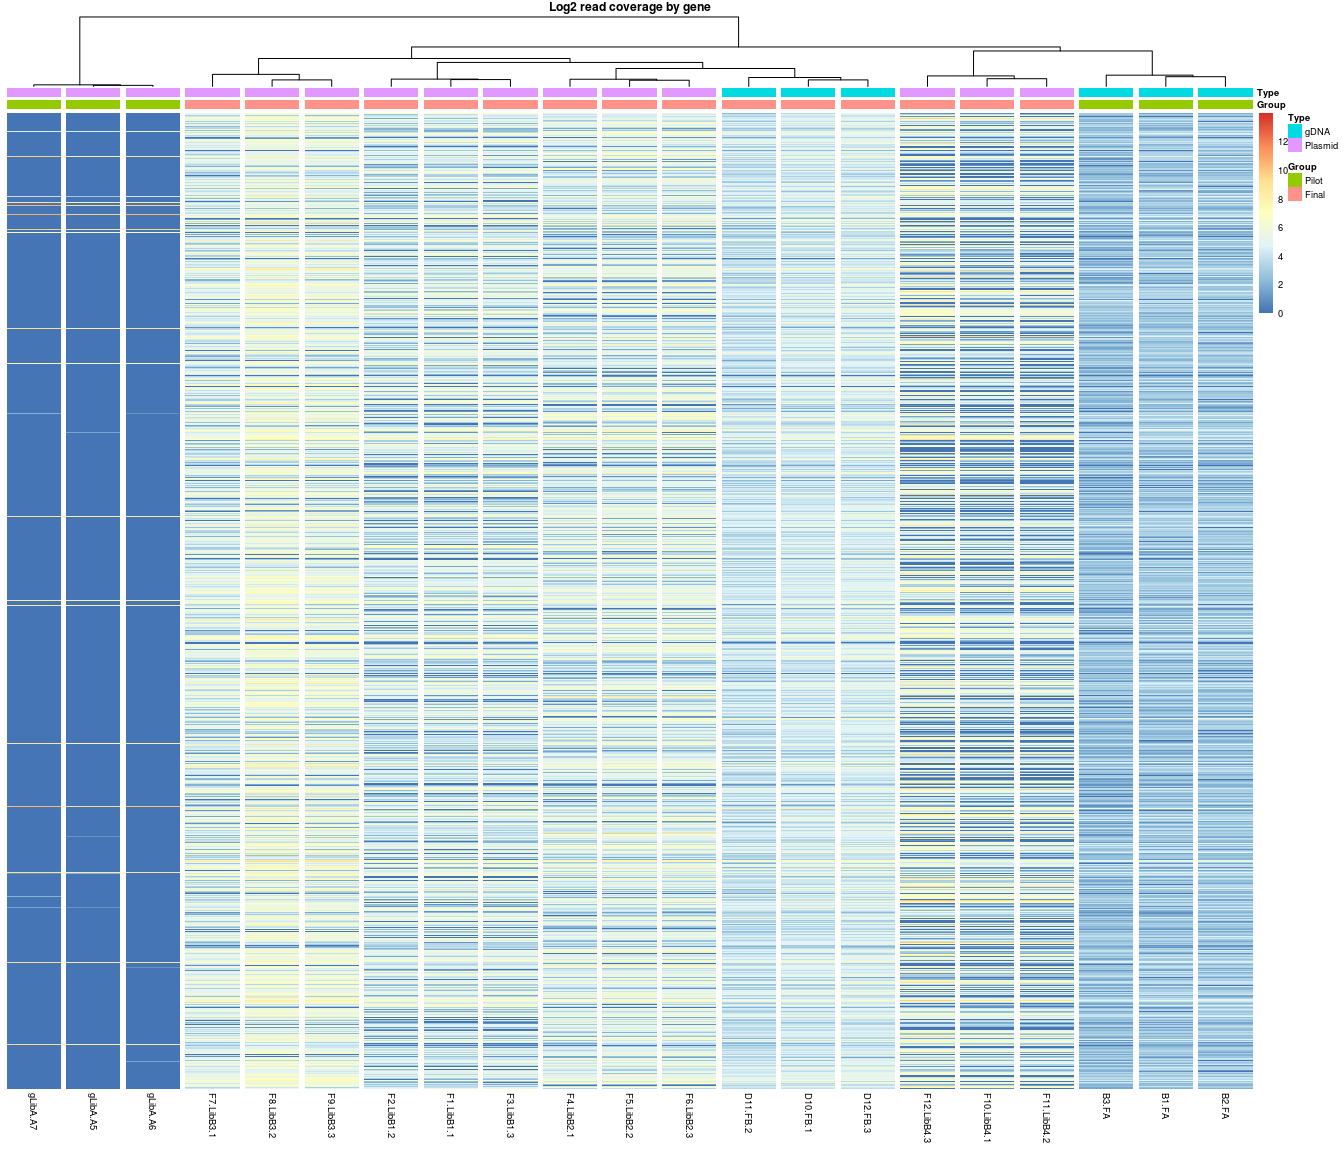 Log2 read coverage by gene
Type
Group
Type
gDNA
Plasmid
Group
Pilot
Final
12
10
8
6
4
2
0
gLibA.A7
gLibA.A5
gLibA.A6
F7.LibB3.1
F8.LibB3.2
F9.LibB3.3
F2.LibB1.2
F1.LibB1.1
F3.LibB1.3
F4.LibB2.1
F5.LibB2.2
F6.LibB2.3
D11.FB.2
D10.FB.1
D12.FB.3
F12.LibB4.3
F10.LibB4.1
F11.LibB4.2
B3.FA
B1.FA
B2.FA